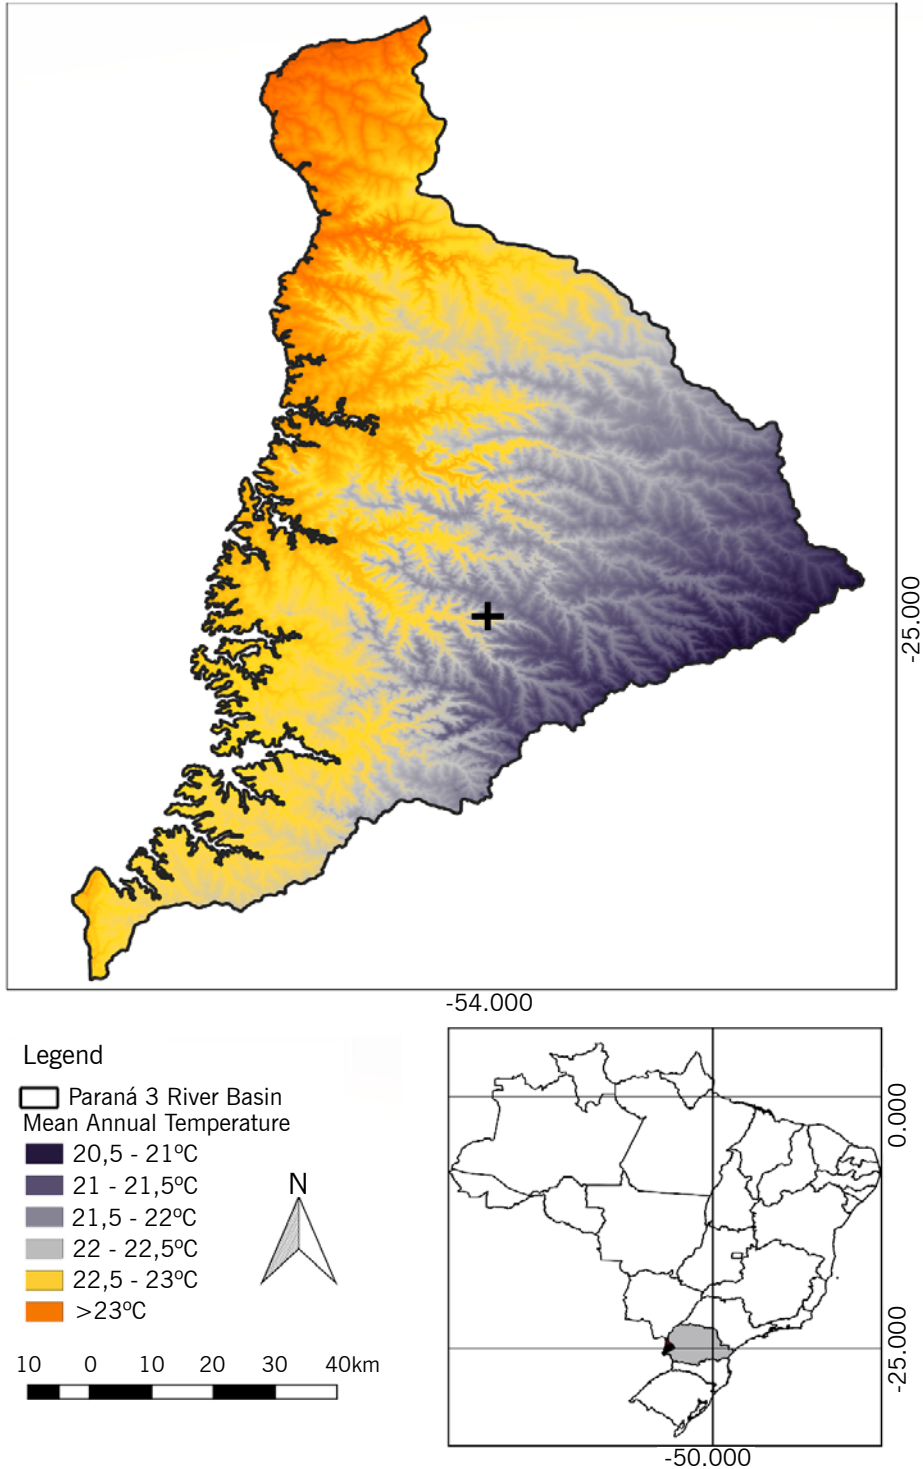 -25.000
-54.000
Legend
Paraná 3 River Basin
Mean Annual Temperature
20,5 - 21ºC
21 - 21,5ºC
21,5 - 22ºC
22 - 22,5ºC
22,5 - 23ºC
>23ºC
N
10 0 10 20 30 40km
0.000
-25.000
-50.000